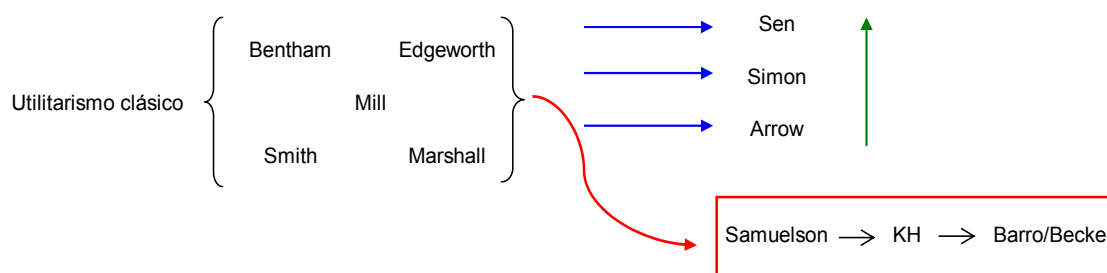 Sen
Bentham Edgeworth
Simon
Utilitarismo clásico Mill
Arrow
Smith Marshall
Samuelson KH Barro/Becke